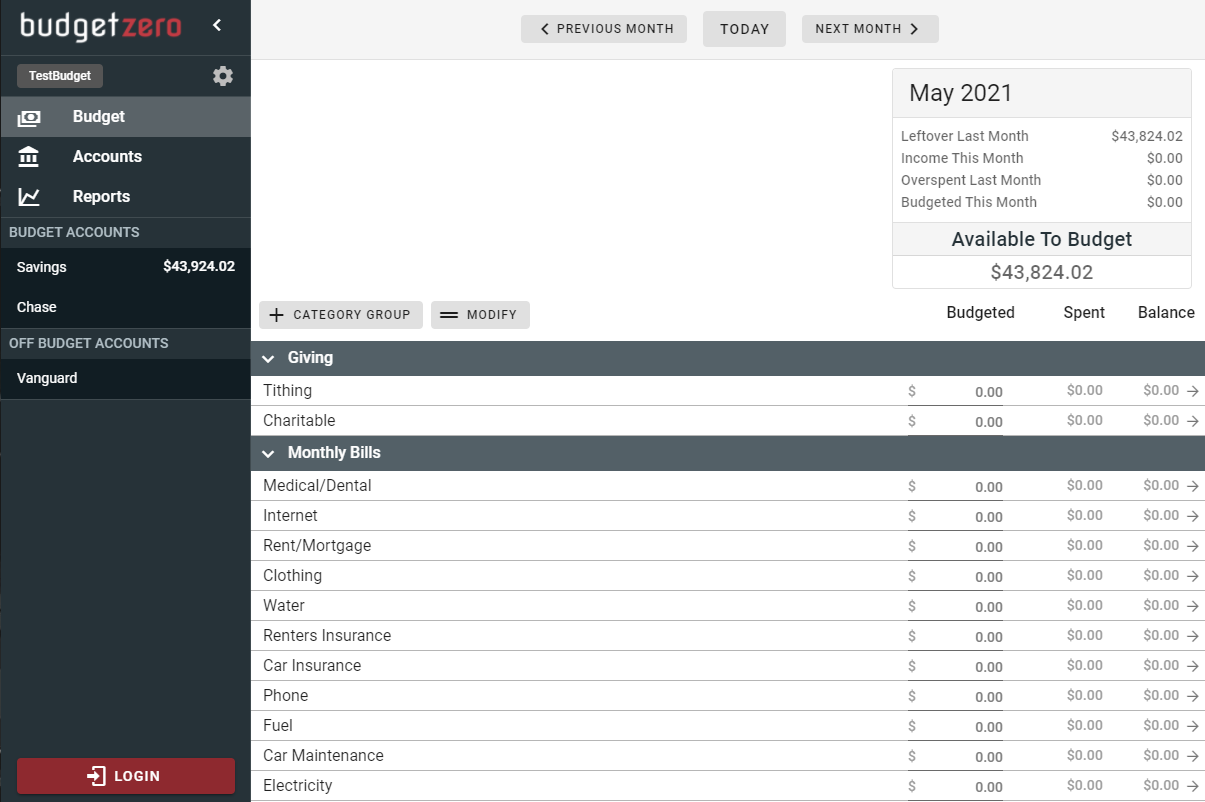 budgetzero
TestBudget
Budget
Accounts
Reports
BUDGET ACCOUNTS
Savings $43,924.02
Chase
OFF BUDGET ACCOUNTS
Vanguard
LOGIN
PREVIOUS MONTH TODAY NEXT MONTH
May 2021
Leftover Last Month $43,824.02
Income This Month $0.00
Overspent Last Month $0.00
Budgeted This Month $0.00
Available To Budget
$43,824.02
CATEGORY GROUP MODIFY Budgeted Spent Balance
Giving
Tithing $ 0.00 $0.00 $0.00
Charitable $ 0.00 $0.00 $0.00
Monthly Bills
Medical/Dental $ 0.00 $0.00 $0.00
Internet $ 0.00 $0.00 $0.00
Rent/Mortgage $ 0.00 $0.00 $0.00
Clothing $ 0.00 $0.00 $0.00
Water $ 0.00 $0.00 $0.00
Renters Insurance $ 0.00 $0.00 $0.00
Car Insurance $ 0.00 $0.00 $0.00
Phone $ 0.00 $0.00 $0.00
Fuel $ 0.00 $0.00 $0.00
Car Maintenance $ 0.00 $0.00 $0.00
Electricity $ 0.00 $0.00 $0.00